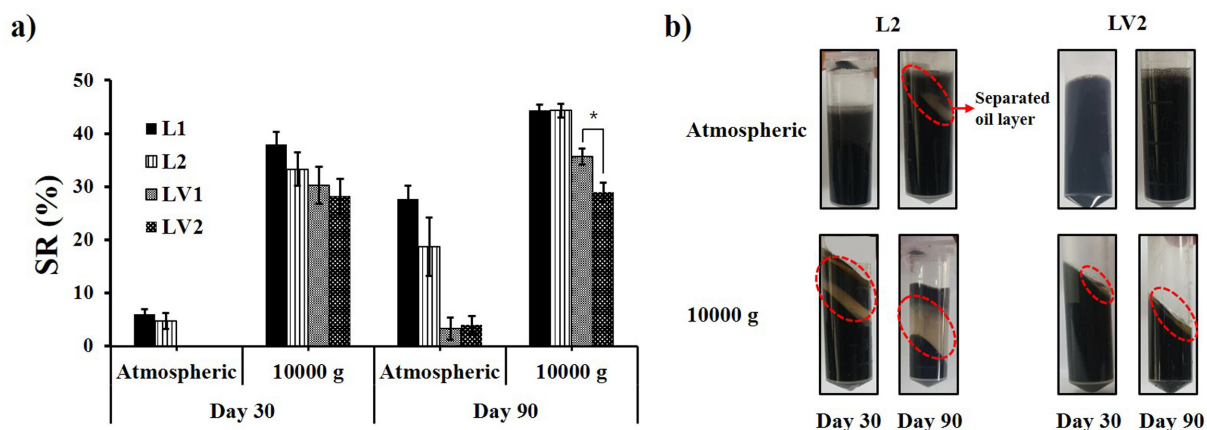 a)
50
40
30
20
10
0
SR (%)
L1
L2
LV1
LV2
*
Atmospheric
10000 g
Atmospheric
10000 g
Day 30
Day 90
b)
L2
LV2
Atmospheric
Separated
oil layer
10000 g
Day 30
Day 90
Day 30
Day 90